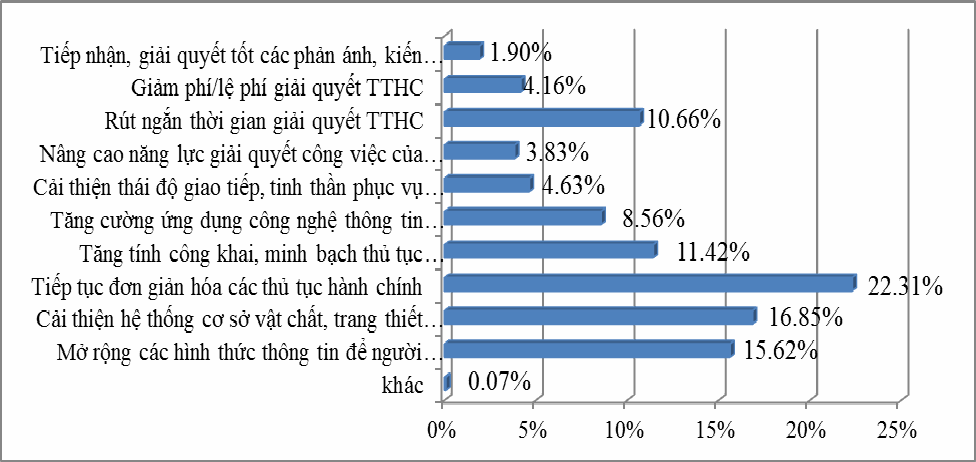 Tiếp nhận, giải quyết tốt các phản ánh, kiến… 1.90%
Giảm phí/lệ phí giải quyết TTHC 4.16%
Rút ngắn thời gian giải quyết TTHC 10.66%
Nâng cao năng lực giải quyết công việc của… 3.83%
Cải thiện thái độ giao tiếp, tinh thần phục vụ… 4.63%
Tăng cường ứng dụng công nghệ thông tin 8.56%
Tăng tính công khai, minh bạch thủ tục… 11.42%
Tiếp tục đơn giản hóa các thủ tục hành chính 22.31%
Cải thiện hệ thống cơ sở vật chất, trang thiết… 16.85%
Mở rộng các hình thức thông tin để người… 15.62%
khác 0.07%
0% 5% 10% 15% 20% 25%